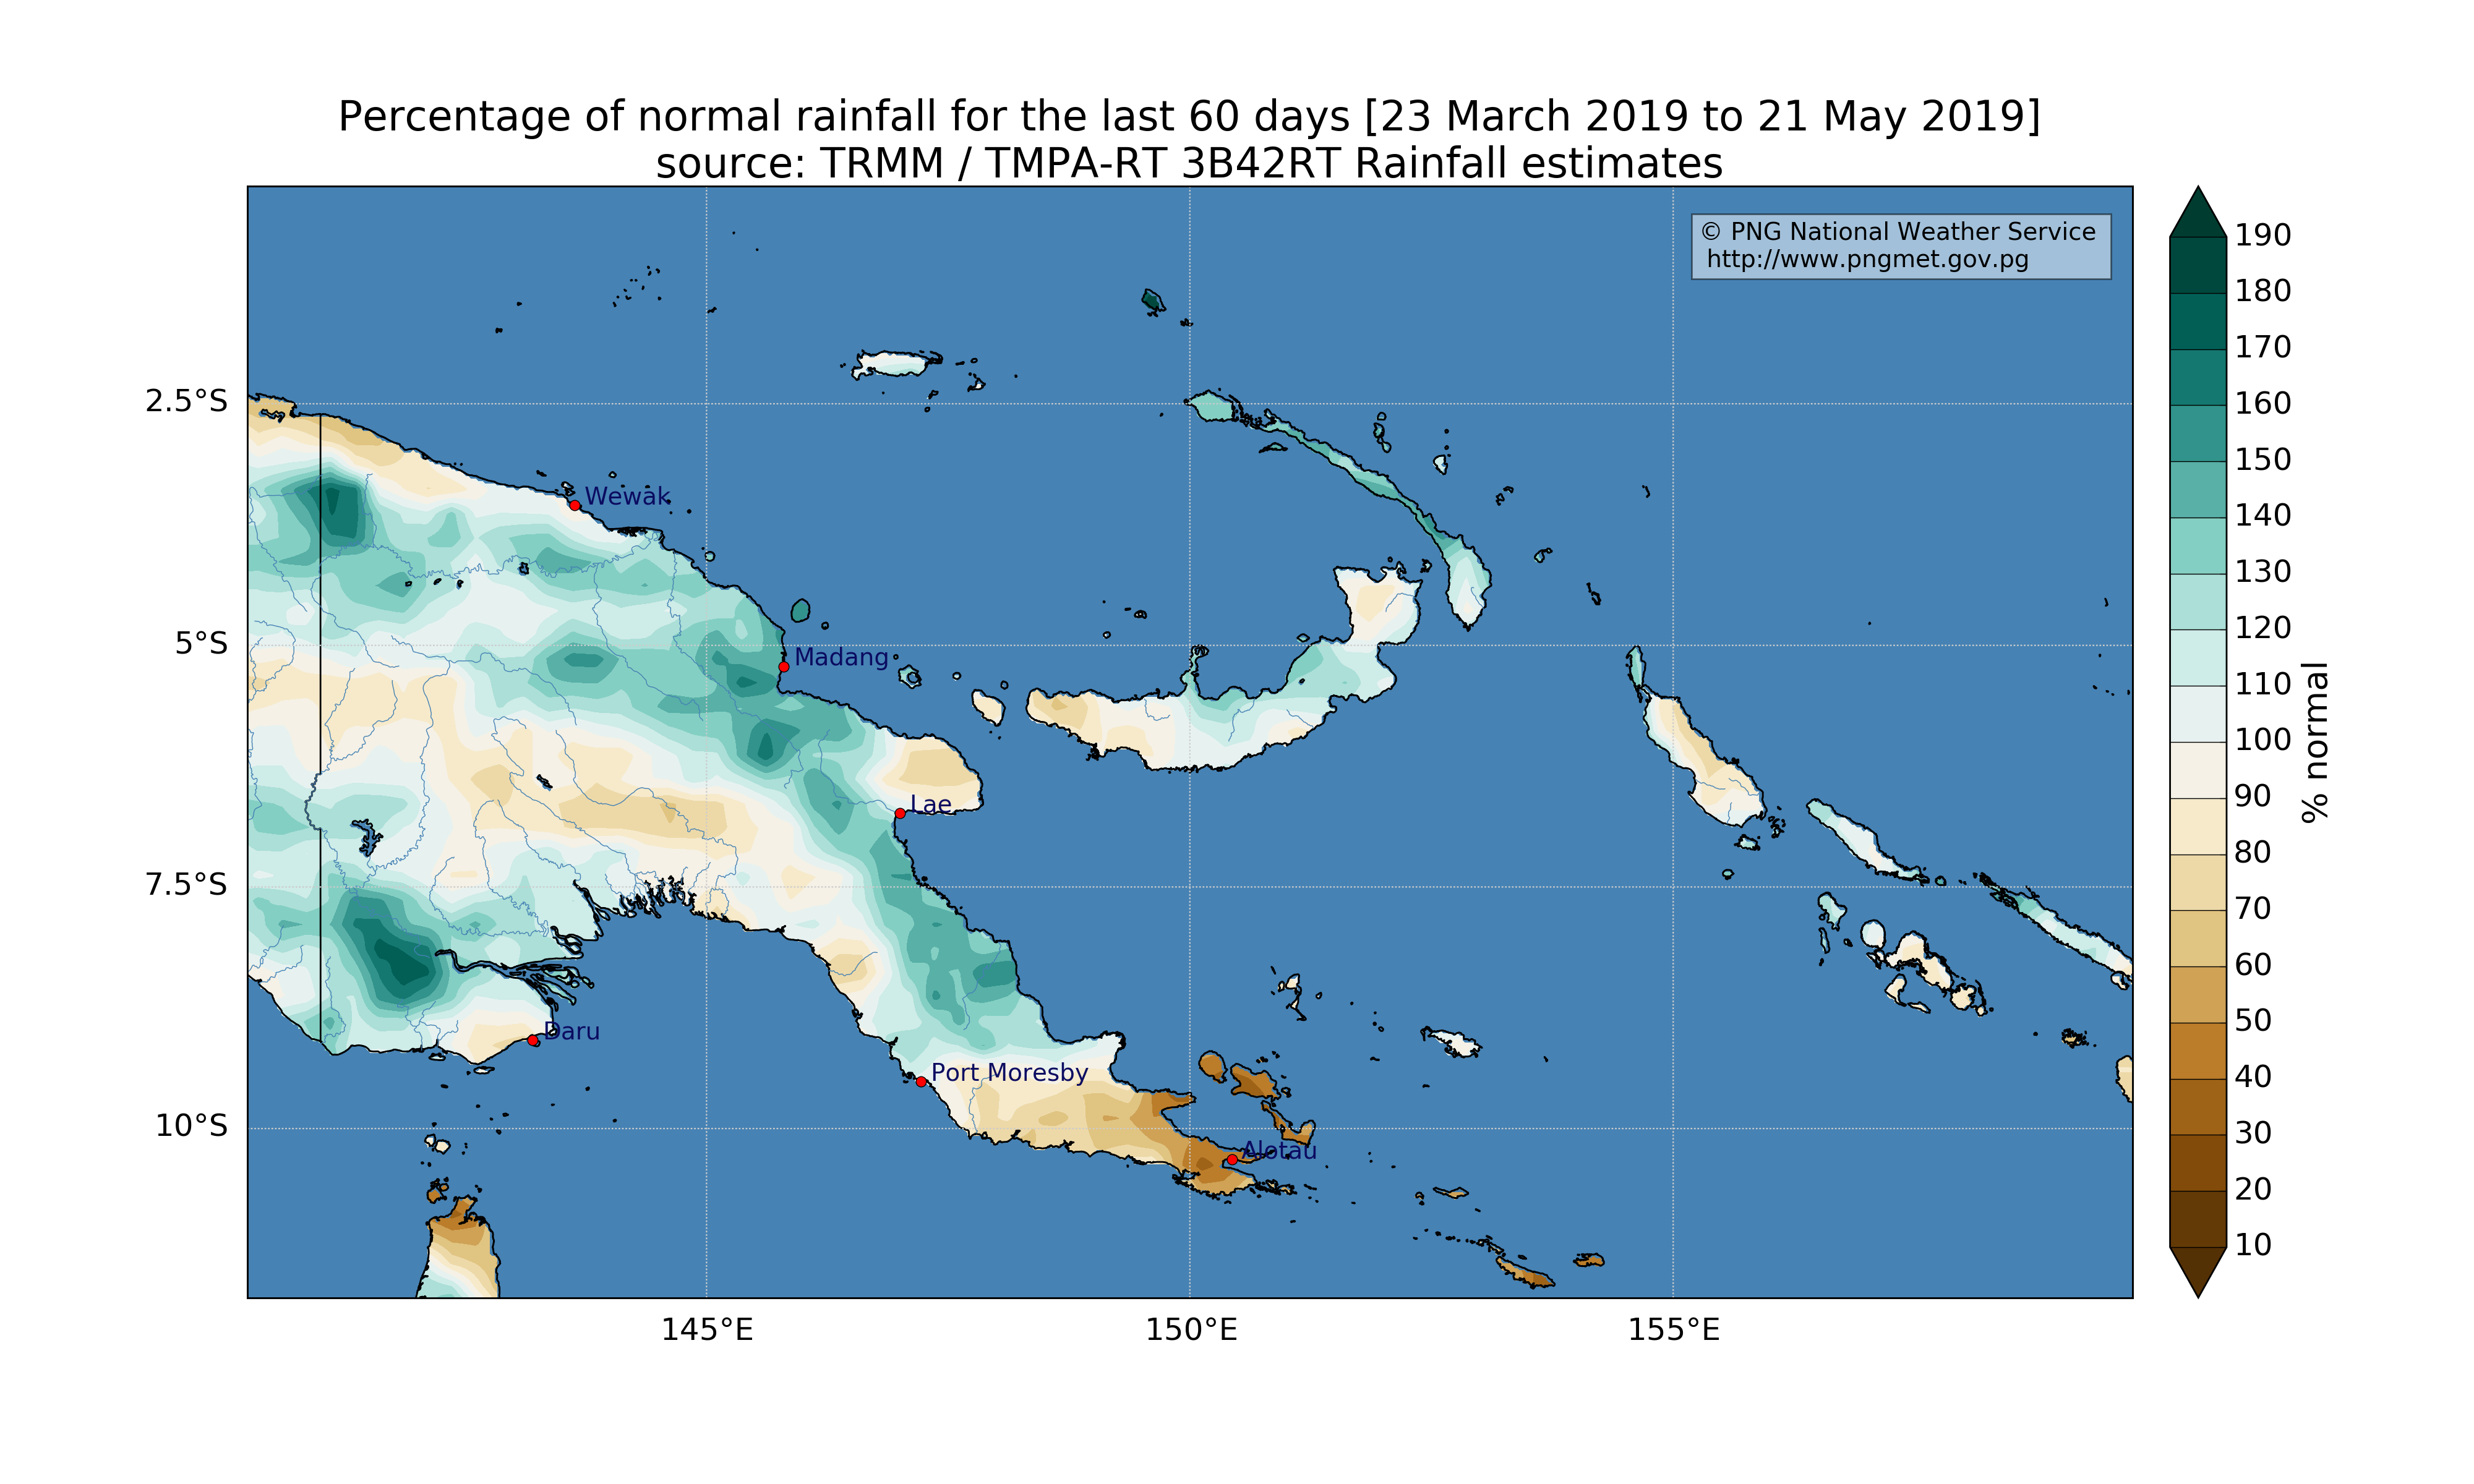 Percentage of normal rainfall for the last 60 days [23 March 2019 to 21 May 2019]
source: TRMM / TMPA-RT 3B42RT Rainfall estimates
© PNG National Weather Service
http://www.pngmet.gov.pg
2.5°S
5°S
7.5°S
10°S
145°E
150°E
155°E
Wewak
Madang
Lae
Daru
Port Moresby
Alotau
190
180
170
160
150
140
130
120
110
100
90
80
70
60
50
40
30
20
10
% normal